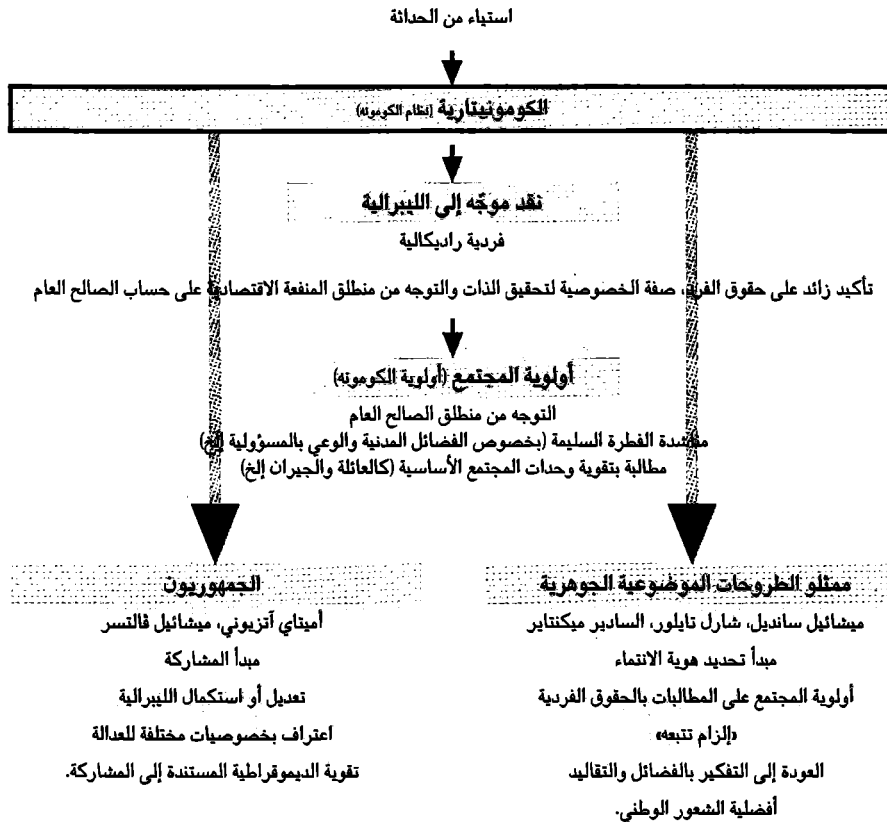 استياء من الحداثة
الكومونيتارية (نظام الكومونه)
نقد موجّه إلى الليبرالية
فردية راديكالية
تأكيد زائد على حقوق الفرد، صفة الخصوصية لتحقيق الذات والتوجه من منطلق المنفعة الاقتصادية على حساب الصالح العام
أولوية المجتمع (أولوية الكومونه)
التوجه من منطلق الصالح العام
مناشدة الفطرة السليمة (بخصوص الفضائل المدنية والوعي بالمسؤولية إلخ)
مطالبة بتقوية وحدات المجتمع الأساسية (كالعائلة والجيران إلخ)
ممثلو الطروحات الموضوعية الجوهرية
ميشائيل سانديل، شارل تايلور، السادير ميكنتاير
مبدأ تحديد هوية الانتماء
أولوية المجتمع على المطالبات بالحقوق الفردية
«إلزام تتبعه»
العودة إلى التفكير بالفضائل والتقاليد
أفضلية الشعور الوطني.
الجمهوريون
أميتاي آتزيوني، ميشائيل ڤالتسر
مبدأ المشاركة
تعديل أو استكمال الليبرالية
اعتراف بخصوصيات مختلفة للعدالة
تقوية الديموقراطية المستندة إلى المشاركة.